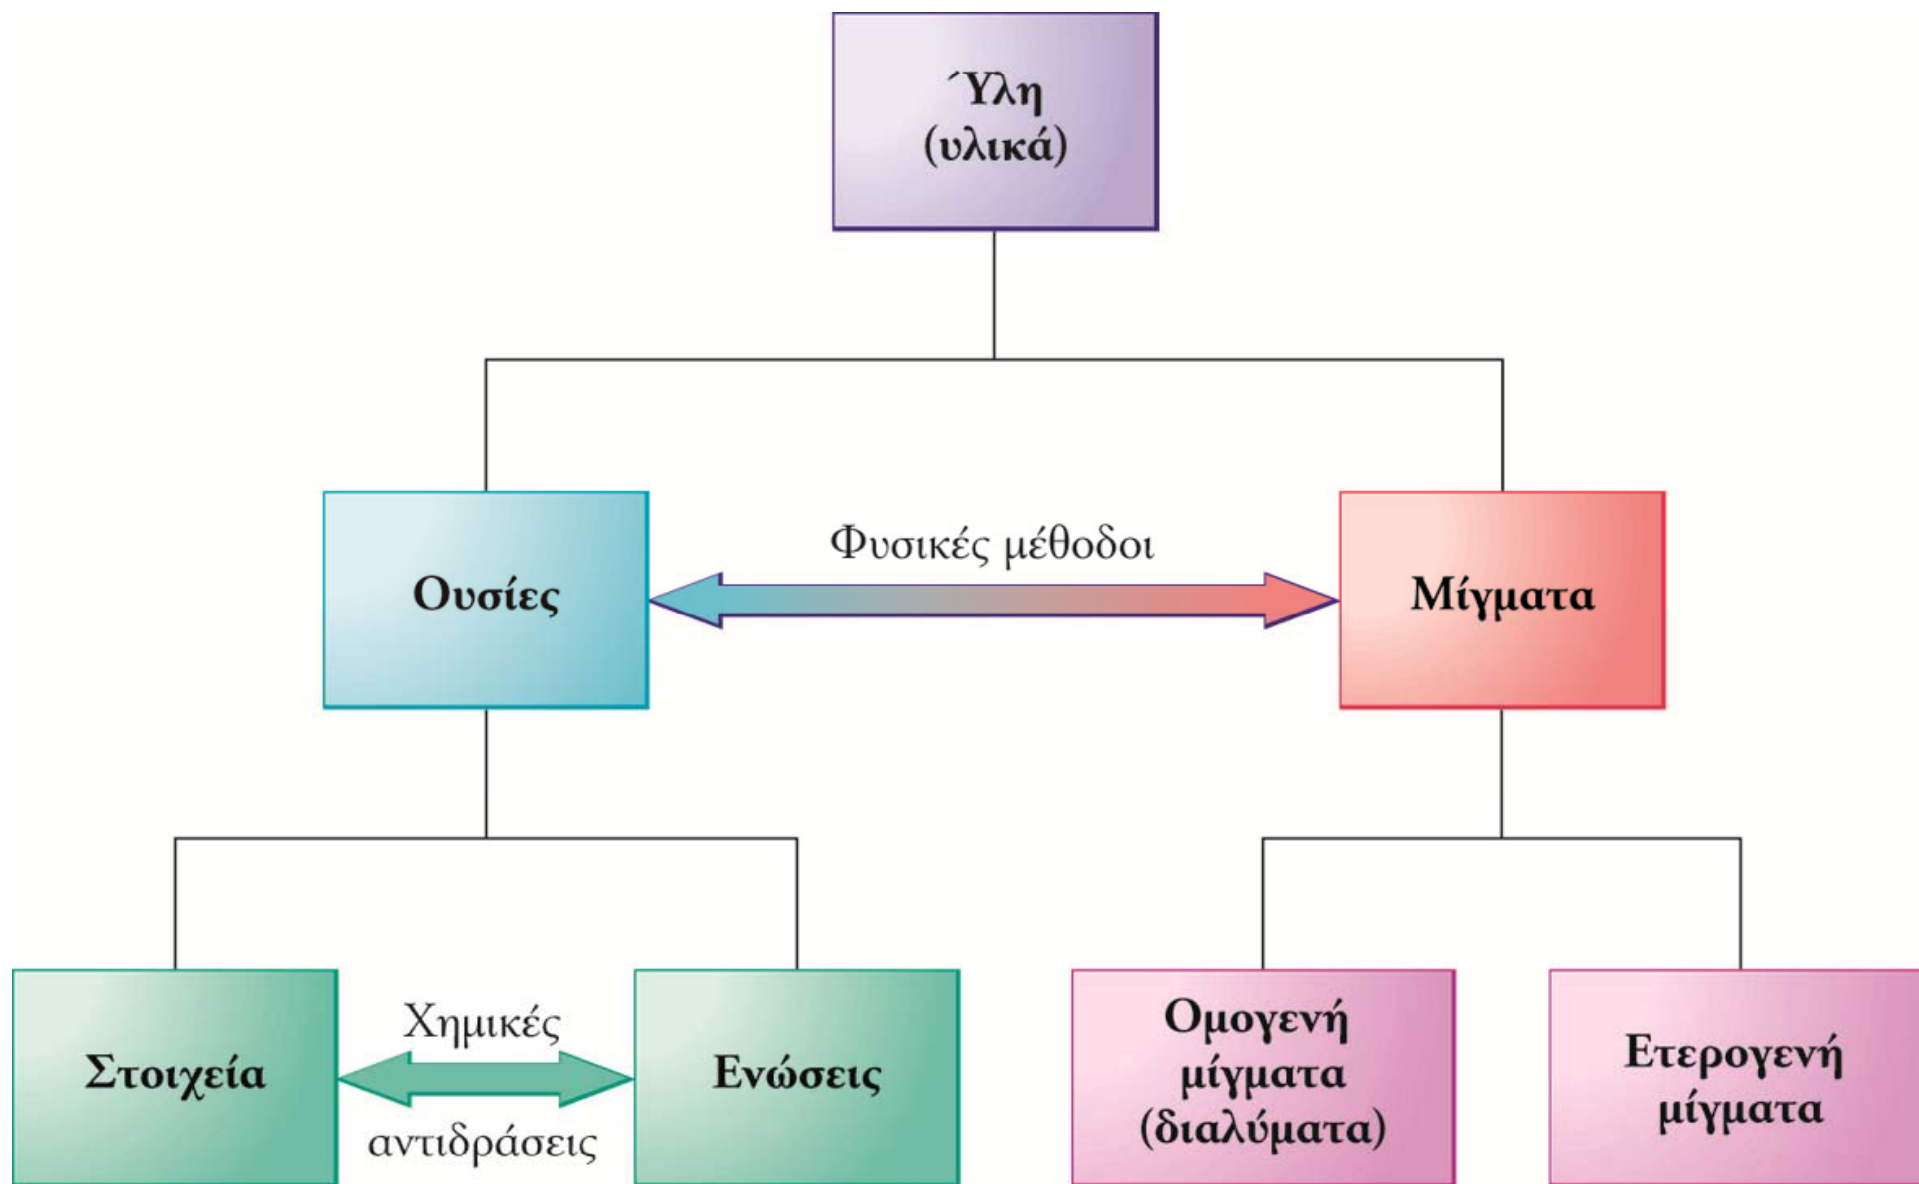 Ύλη
(υλικά)
Ουσίες
Φυσικές μέθοδοι
Μίγματα
Στοιχεία
Χημικές
αντιδράσεις
Ενώσεις
Ομογενή
μίγματα
(διαλύματα)
Ετερογενή
μίγματα